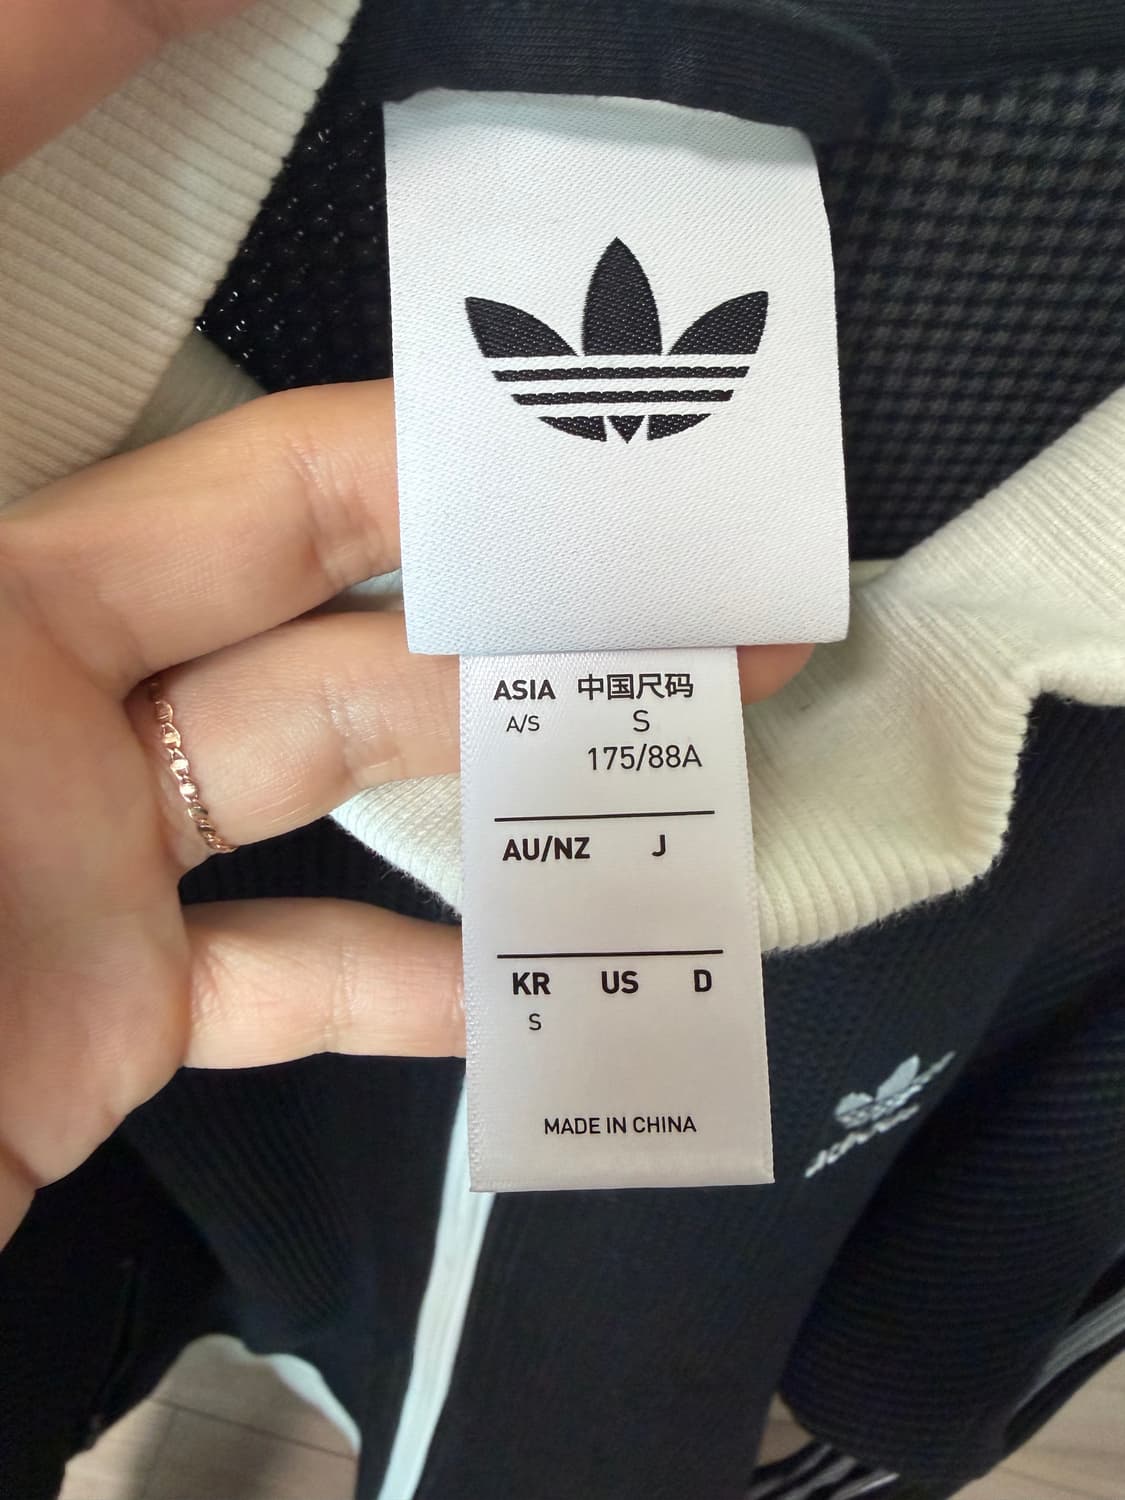 ASIA 中国尺码
A/S S
175/88A
AU/NZ J
KR US D
S
MADE IN CHINA